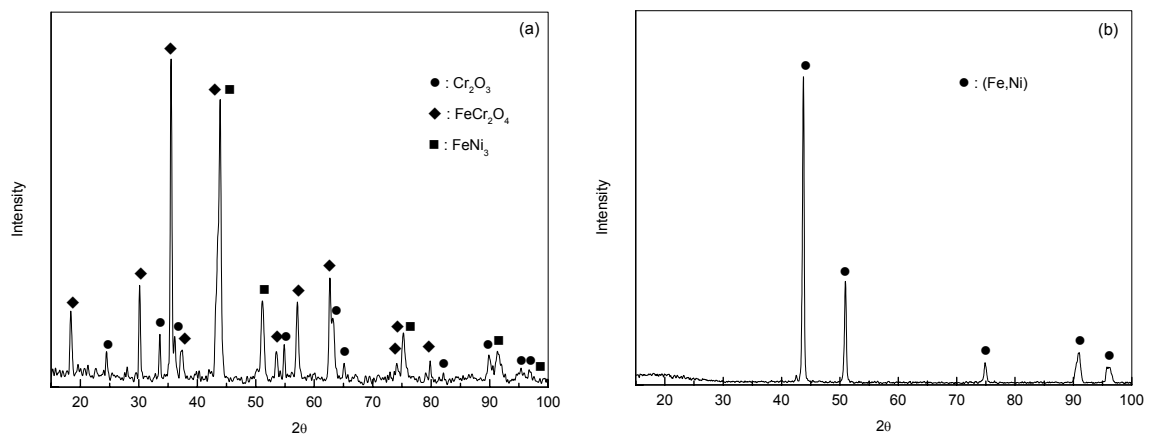 (a)
● : Cr₂O₃
◆ : FeCr₂O₄
■ : FeNi₃
Intensity
20 30 40 50 60 70 80 90 100
2θ
(b)
● : (Fe,Ni)
Intensity
20 30 40 50 60 70 80 90 100
2θ